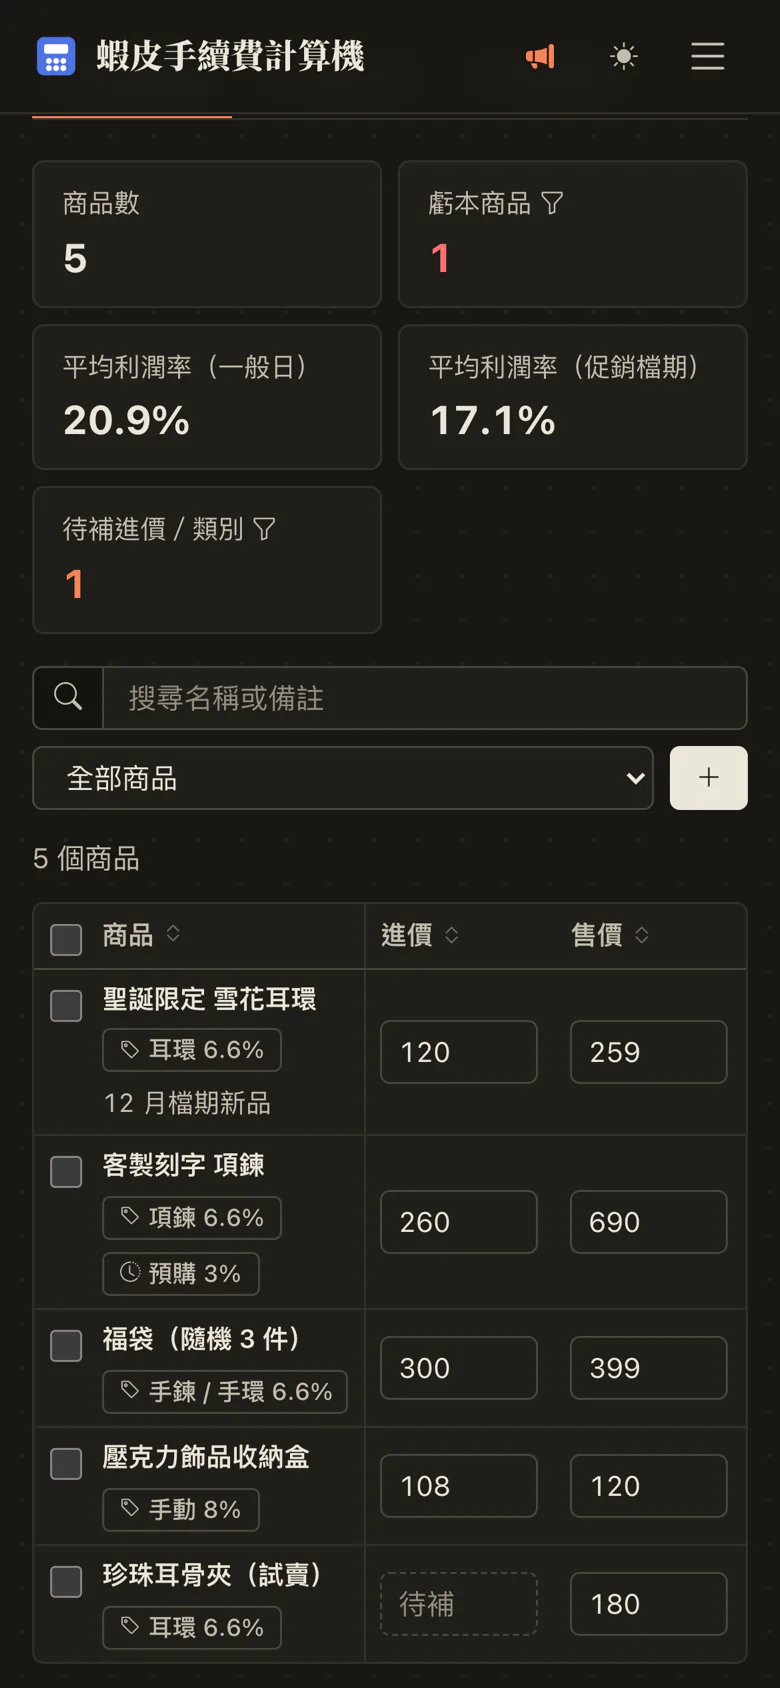 蝦皮手續費計算機
商品數
5
虧本商品
1
平均利潤率（一般日）
20.9%
平均利潤率（促銷檔期）
17.1%
待補進價 / 類別
1
搜尋名稱或備註
全部商品
+
5 個商品
商品 進價 售價
聖誕限定 雪花耳環
耳環 6.6%
12 月檔期新品
120 259
客製刻字 項鍊
項鍊 6.6%
預購 3%
260 690
福袋（隨機 3 件）
手鍊 / 手環 6.6%
300 399
壓克力飾品收納盒
手動 8%
108 120
珍珠耳骨夾（試賣）
耳環 6.6%
待補 180